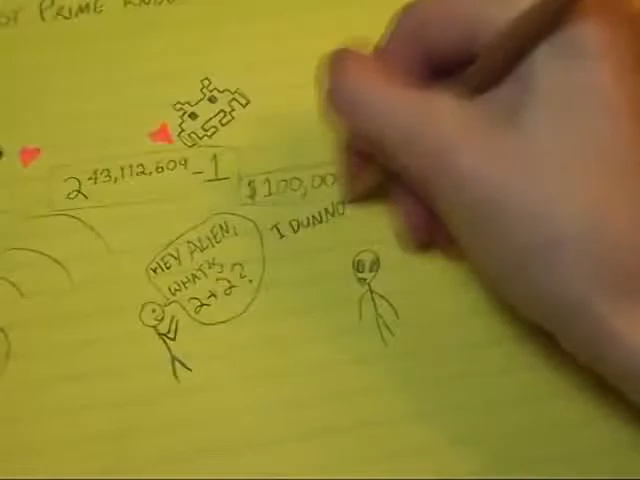 PRIME
2^43,112,609 -1
$100,00
HEY ALIEN,
WHAT'S
2+2?
I DUNNO